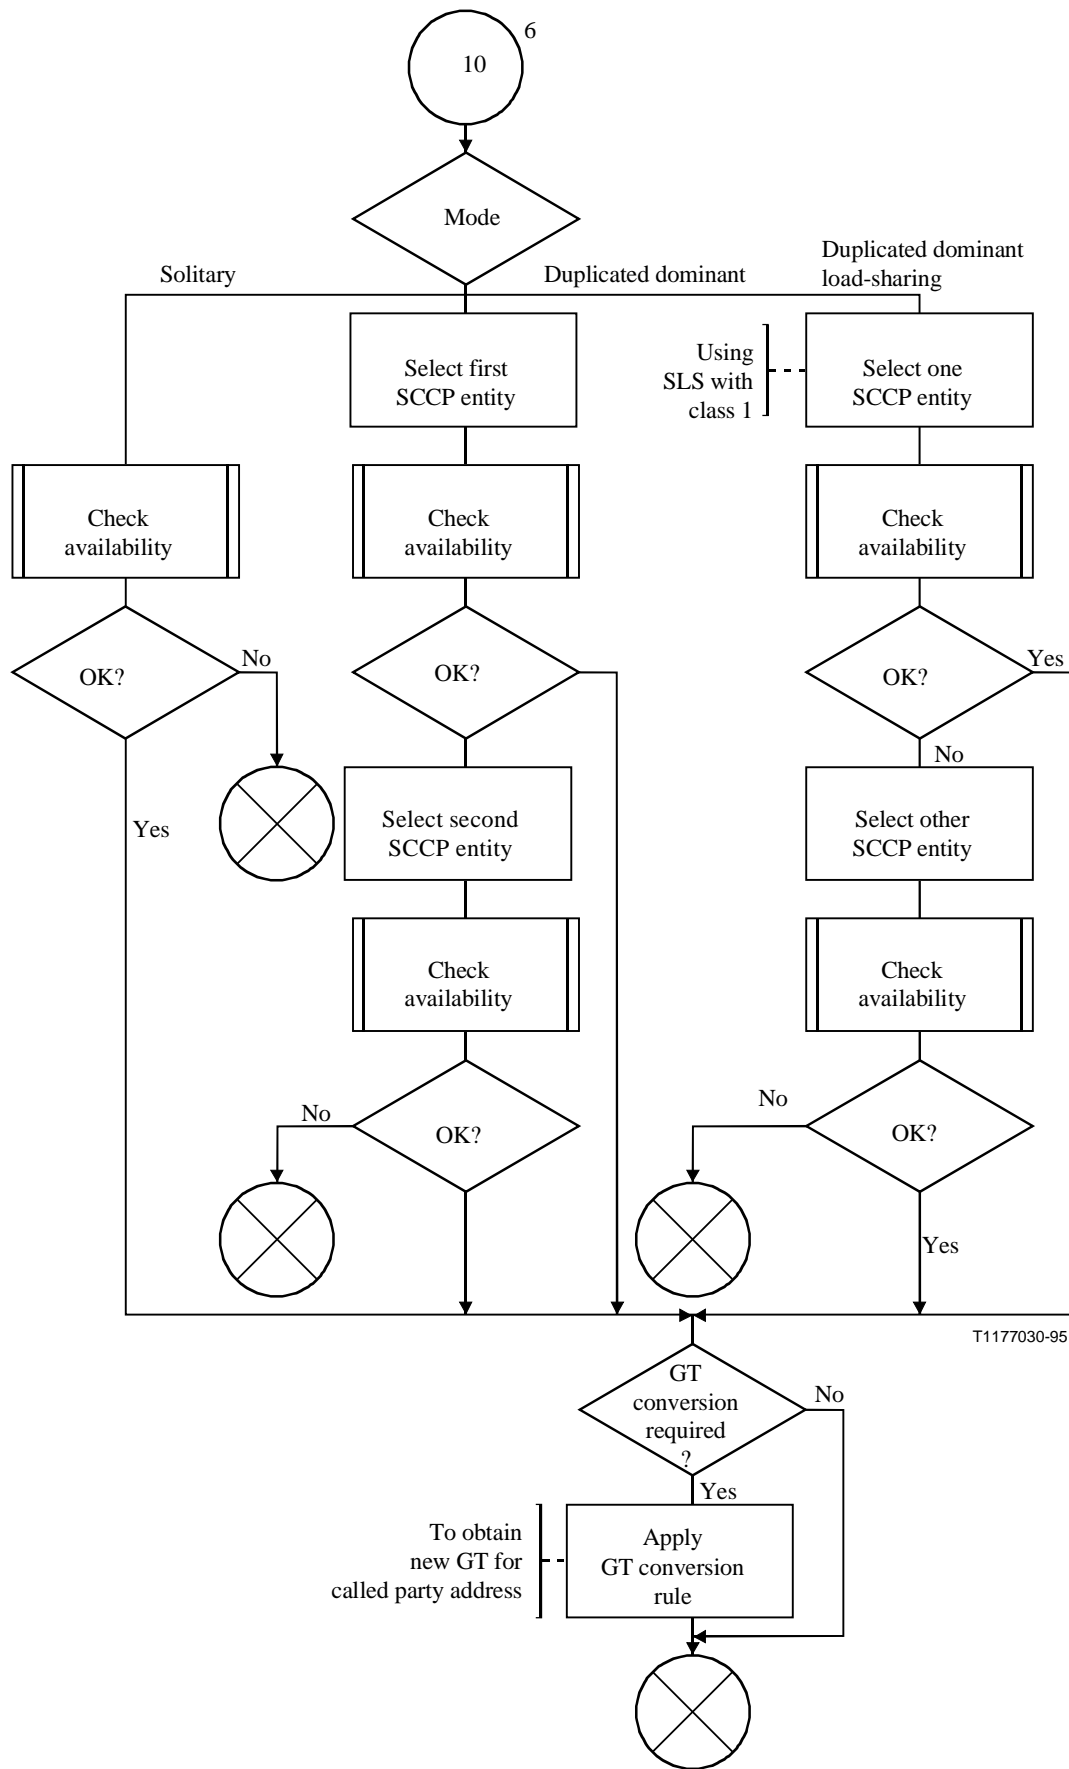 6
10
Mode
Solitary
Duplicated dominant
Duplicated dominant
load-sharing
Select first
SCCP entity
Using
SLS with
class 1
Select one
SCCP entity
Check
availability
Check
availability
Check
availability
OK?
No
OK?
OK?
Yes
No
Yes
Select second
SCCP entity
Select other
SCCP entity
Check
availability
Check
availability
No
OK?
No
OK?
Yes
T1177030-95
GT
conversion
required
?
No
Yes
To obtain
new GT for
called party address
Apply
GT conversion
rule